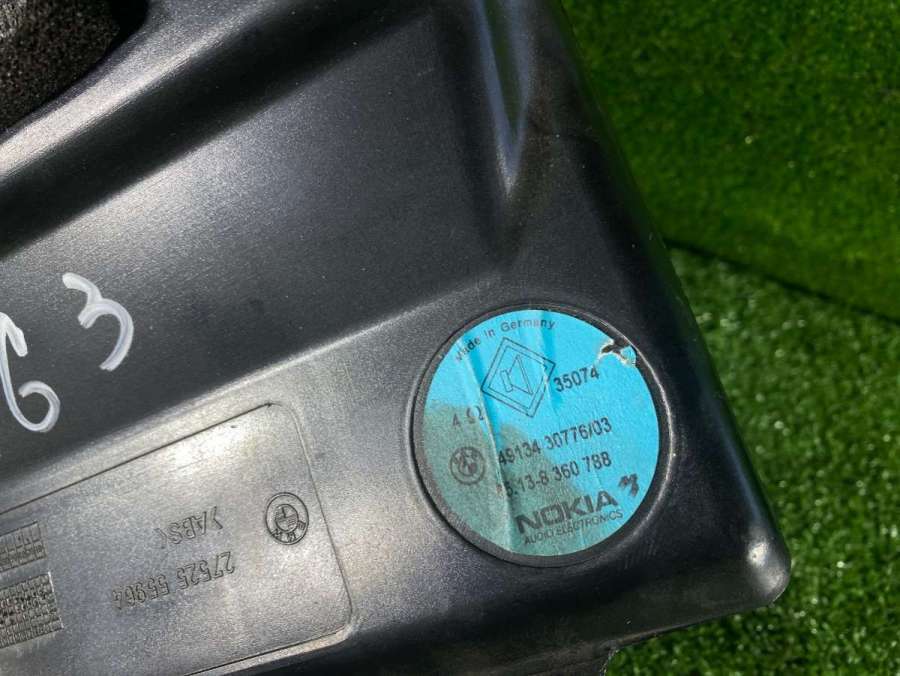 63
Made in Germany
35074
4 Ω
49134 30776/03
65.13-8 360 788
NOKIA
AUDIO ELECTRONICS
>ABS<
27525 55964